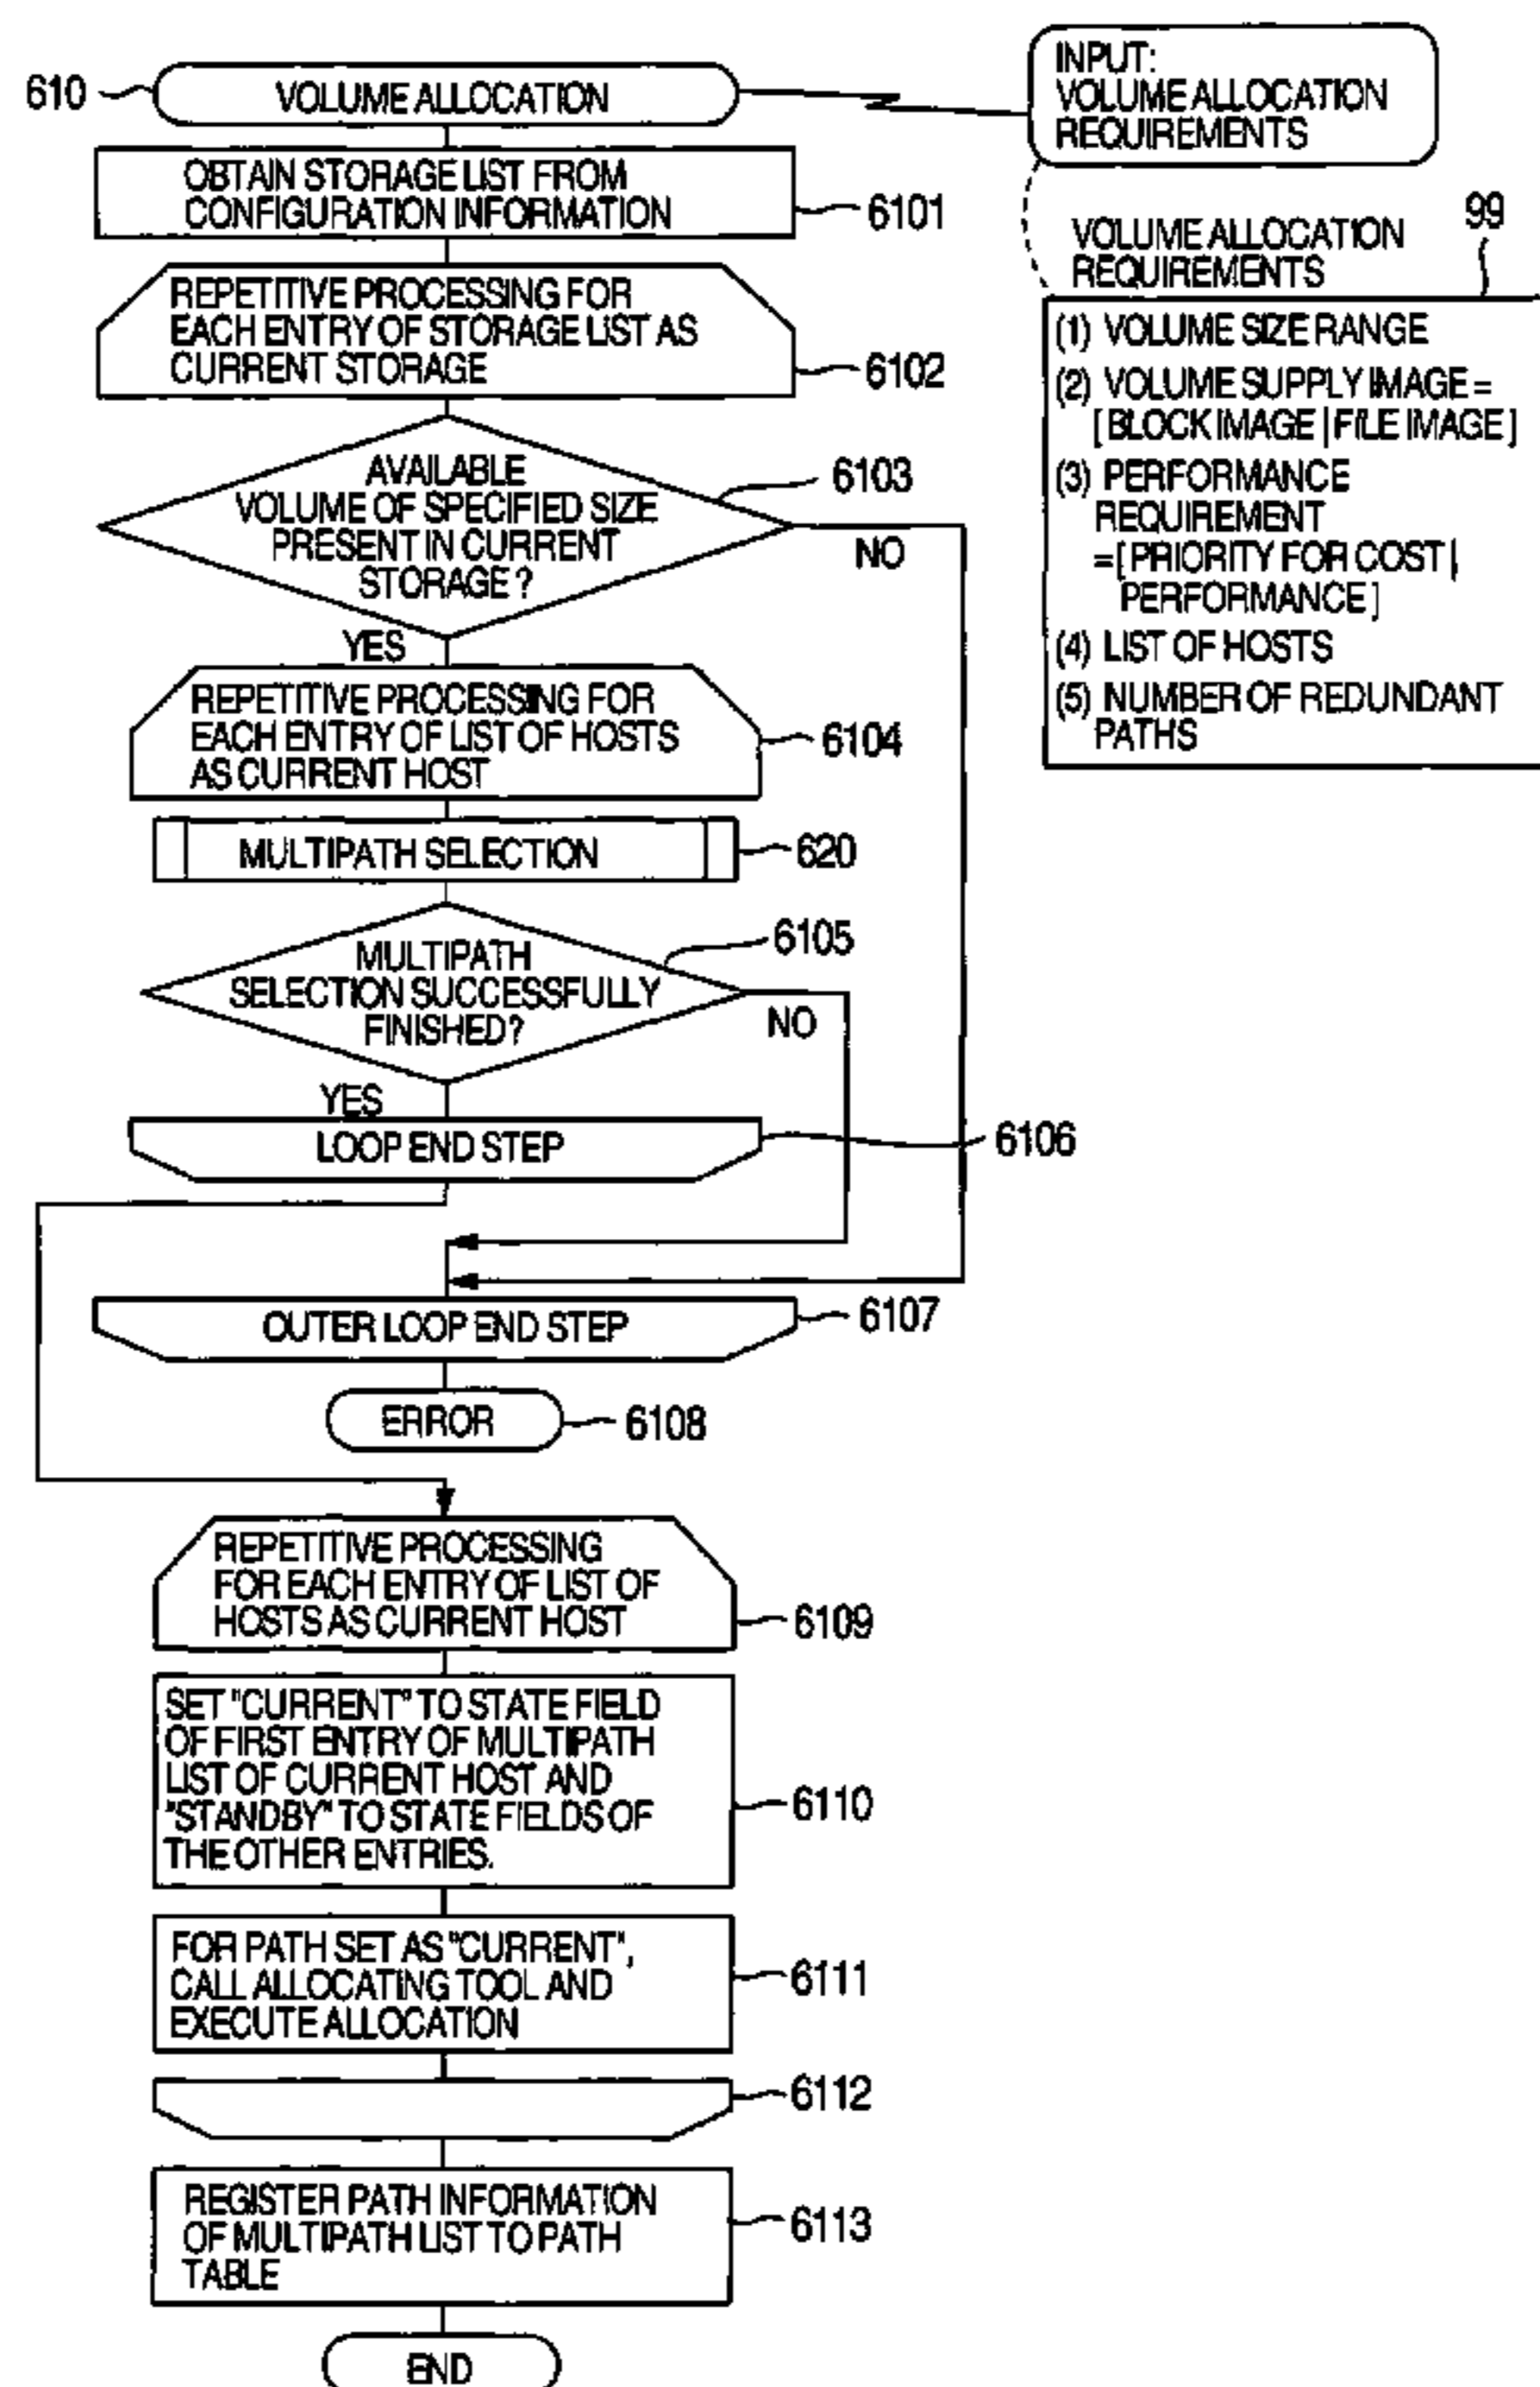 610
VOLUME ALLOCATION
INPUT:
VOLUME ALLOCATION
REQUIREMENTS
OBTAIN STORAGE LIST FROM
CONFIGURATION INFORMATION
6101
VOLUME ALLOCATION
REQUIREMENTS
99
(1) VOLUME SIZE RANGE
(2) VOLUME SUPPLY IMAGE =
[BLOCK IMAGE | FILE IMAGE]
(3) PERFORMANCE
REQUIREMENT
=[PRIORITY FOR COST |
PERFORMANCE]
(4) LIST OF HOSTS
(5) NUMBER OF REDUNDANT
PATHS
REPETITIVE PROCESSING FOR
EACH ENTRY OF STORAGE LIST AS
CURRENT STORAGE
6102
AVAILABLE
VOLUME OF SPECIFIED SIZE
PRESENT IN CURRENT
STORAGE?
6103
NO
YES
REPETITIVE PROCESSING FOR
EACH ENTRY OF LIST OF HOSTS
AS CURRENT HOST
6104
MULTIPATH SELECTION
620
MULTIPATH
SELECTION SUCCESSFULLY
FINISHED?
6105
NO
YES
LOOP END STEP
6106
OUTER LOOP END STEP
6107
ERROR
6108
REPETITIVE PROCESSING
FOR EACH ENTRY OF LIST OF
HOSTS AS CURRENT HOST
6109
SET "CURRENT" TO STATE FIELD
OF FIRST ENTRY OF MULTIPATH
LIST OF CURRENT HOST AND
"STANDBY" TO STATE FIELDS OF
THE OTHER ENTRIES.
6110
FOR PATH SET AS "CURRENT",
CALL ALLOCATING TOOL AND
EXECUTE ALLOCATION
6111
6112
REGISTER PATH INFORMATION
OF MULTIPATH LIST TO PATH
TABLE
6113
END